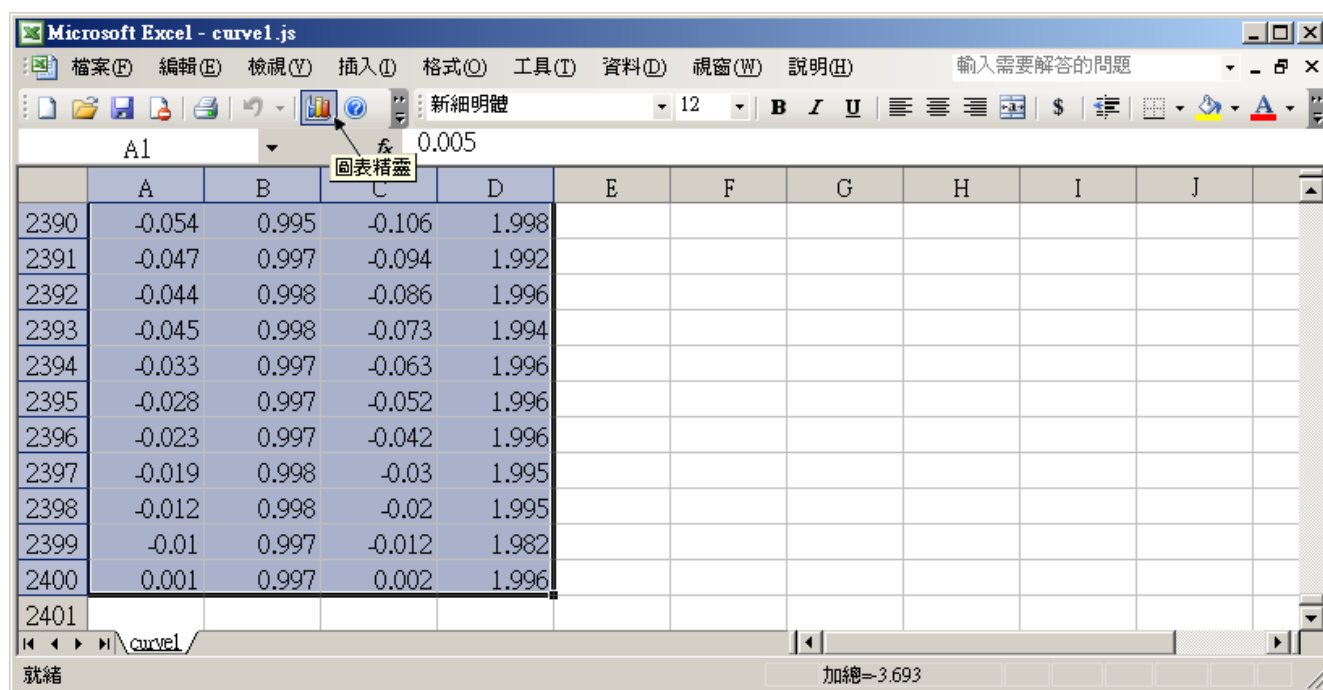 Microsoft Excel - curve1.js
檔案(F) 編輯(E) 檢視(V) 插入(I) 格式(O) 工具(T) 資料(D) 視窗(W) 說明(H) 輸入需要解答的問題
新細明體 12 B I U $ A
A1 fx 0.005
圖表精靈
A B C D E F G H I J
2390 -0.054 0.995 -0.106 1.998
2391 -0.047 0.997 -0.094 1.992
2392 -0.044 0.998 -0.086 1.996
2393 -0.045 0.998 -0.073 1.994
2394 -0.033 0.997 -0.063 1.996
2395 -0.028 0.997 -0.052 1.996
2396 -0.023 0.997 -0.042 1.996
2397 -0.019 0.998 -0.03 1.995
2398 -0.012 0.998 -0.02 1.995
2399 -0.01 0.997 -0.012 1.982
2400 0.001 0.997 0.002 1.996
2401
curve1
就緒 加總=-3.693